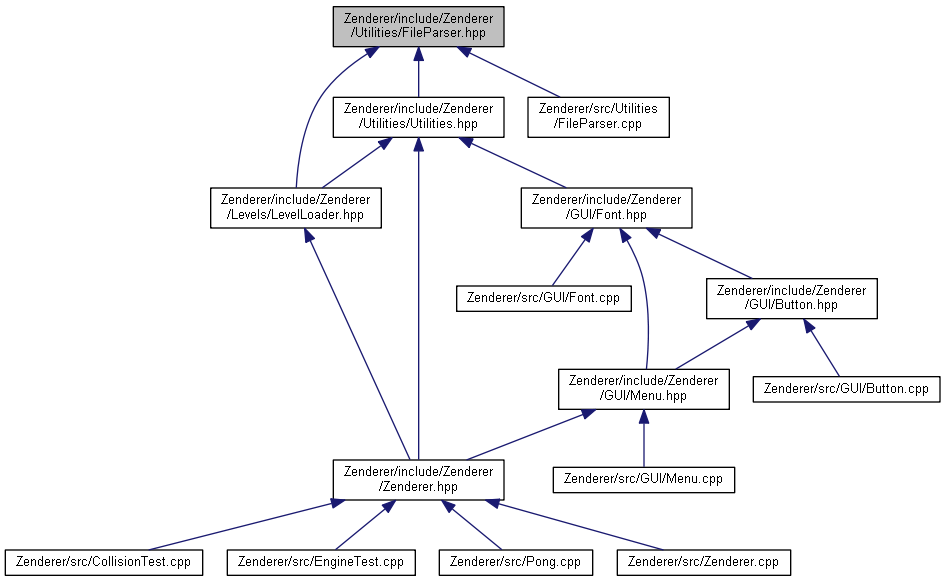 Zenderer/include/Zenderer
/Utilities/FileParser.hpp
Zenderer/include/Zenderer
/Utilities/Utilities.hpp
Zenderer/src/Utilities
/FileParser.cpp
Zenderer/include/Zenderer
/Levels/LevelLoader.hpp
Zenderer/include/Zenderer
/GUI/Font.hpp
Zenderer/src/GUI/Font.cpp
Zenderer/include/Zenderer
/GUI/Button.hpp
Zenderer/include/Zenderer
/GUI/Menu.hpp
Zenderer/src/GUI/Button.cpp
Zenderer/include/Zenderer
/Zenderer.hpp
Zenderer/src/GUI/Menu.cpp
Zenderer/src/CollisionTest.cpp
Zenderer/src/EngineTest.cpp
Zenderer/src/Pong.cpp
Zenderer/src/Zenderer.cpp